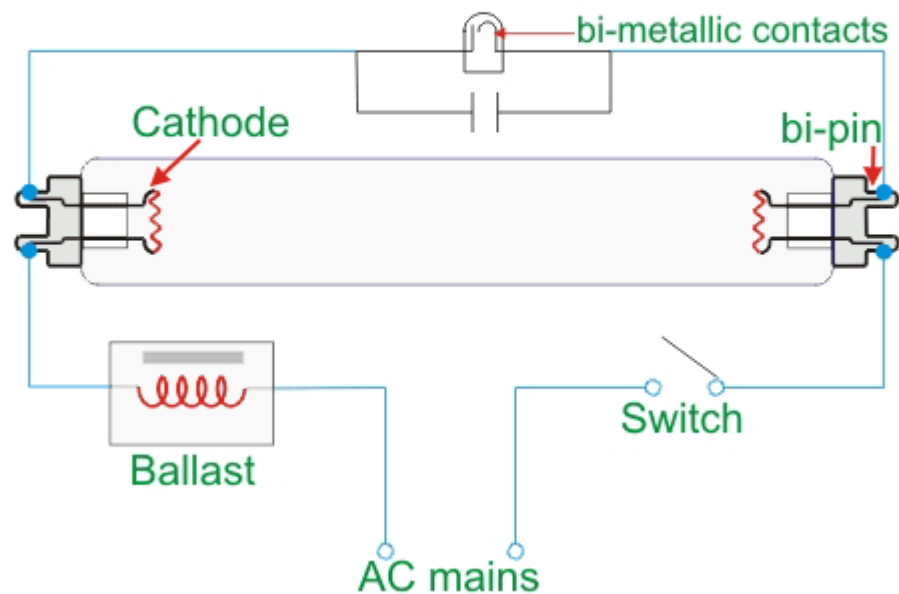 bi-metallic contacts
Cathode
bi-pin
Switch
Ballast
AC mains